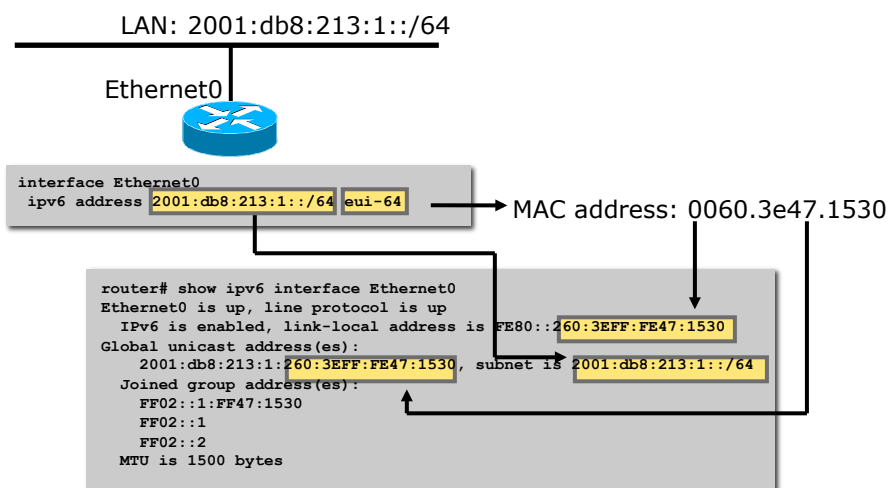 LAN: 2001:db8:213:1::/64
Ethernet0
interface Ethernet0
ipv6 address 2001:db8:213:1::/64 eui-64
MAC address: 0060.3e47.1530
router# show ipv6 interface Ethernet0
Ethernet0 is up, line protocol is up
IPv6 is enabled, link-local address is FE80::260:3EFF:FE47:1530
Global unicast address(es):
2001:db8:213:1:260:3EFF:FE47:1530, subnet is 2001:db8:213:1::/64
Joined group address(es):
FF02::1:FF47:1530
FF02::1
FF02::2
MTU is 1500 bytes